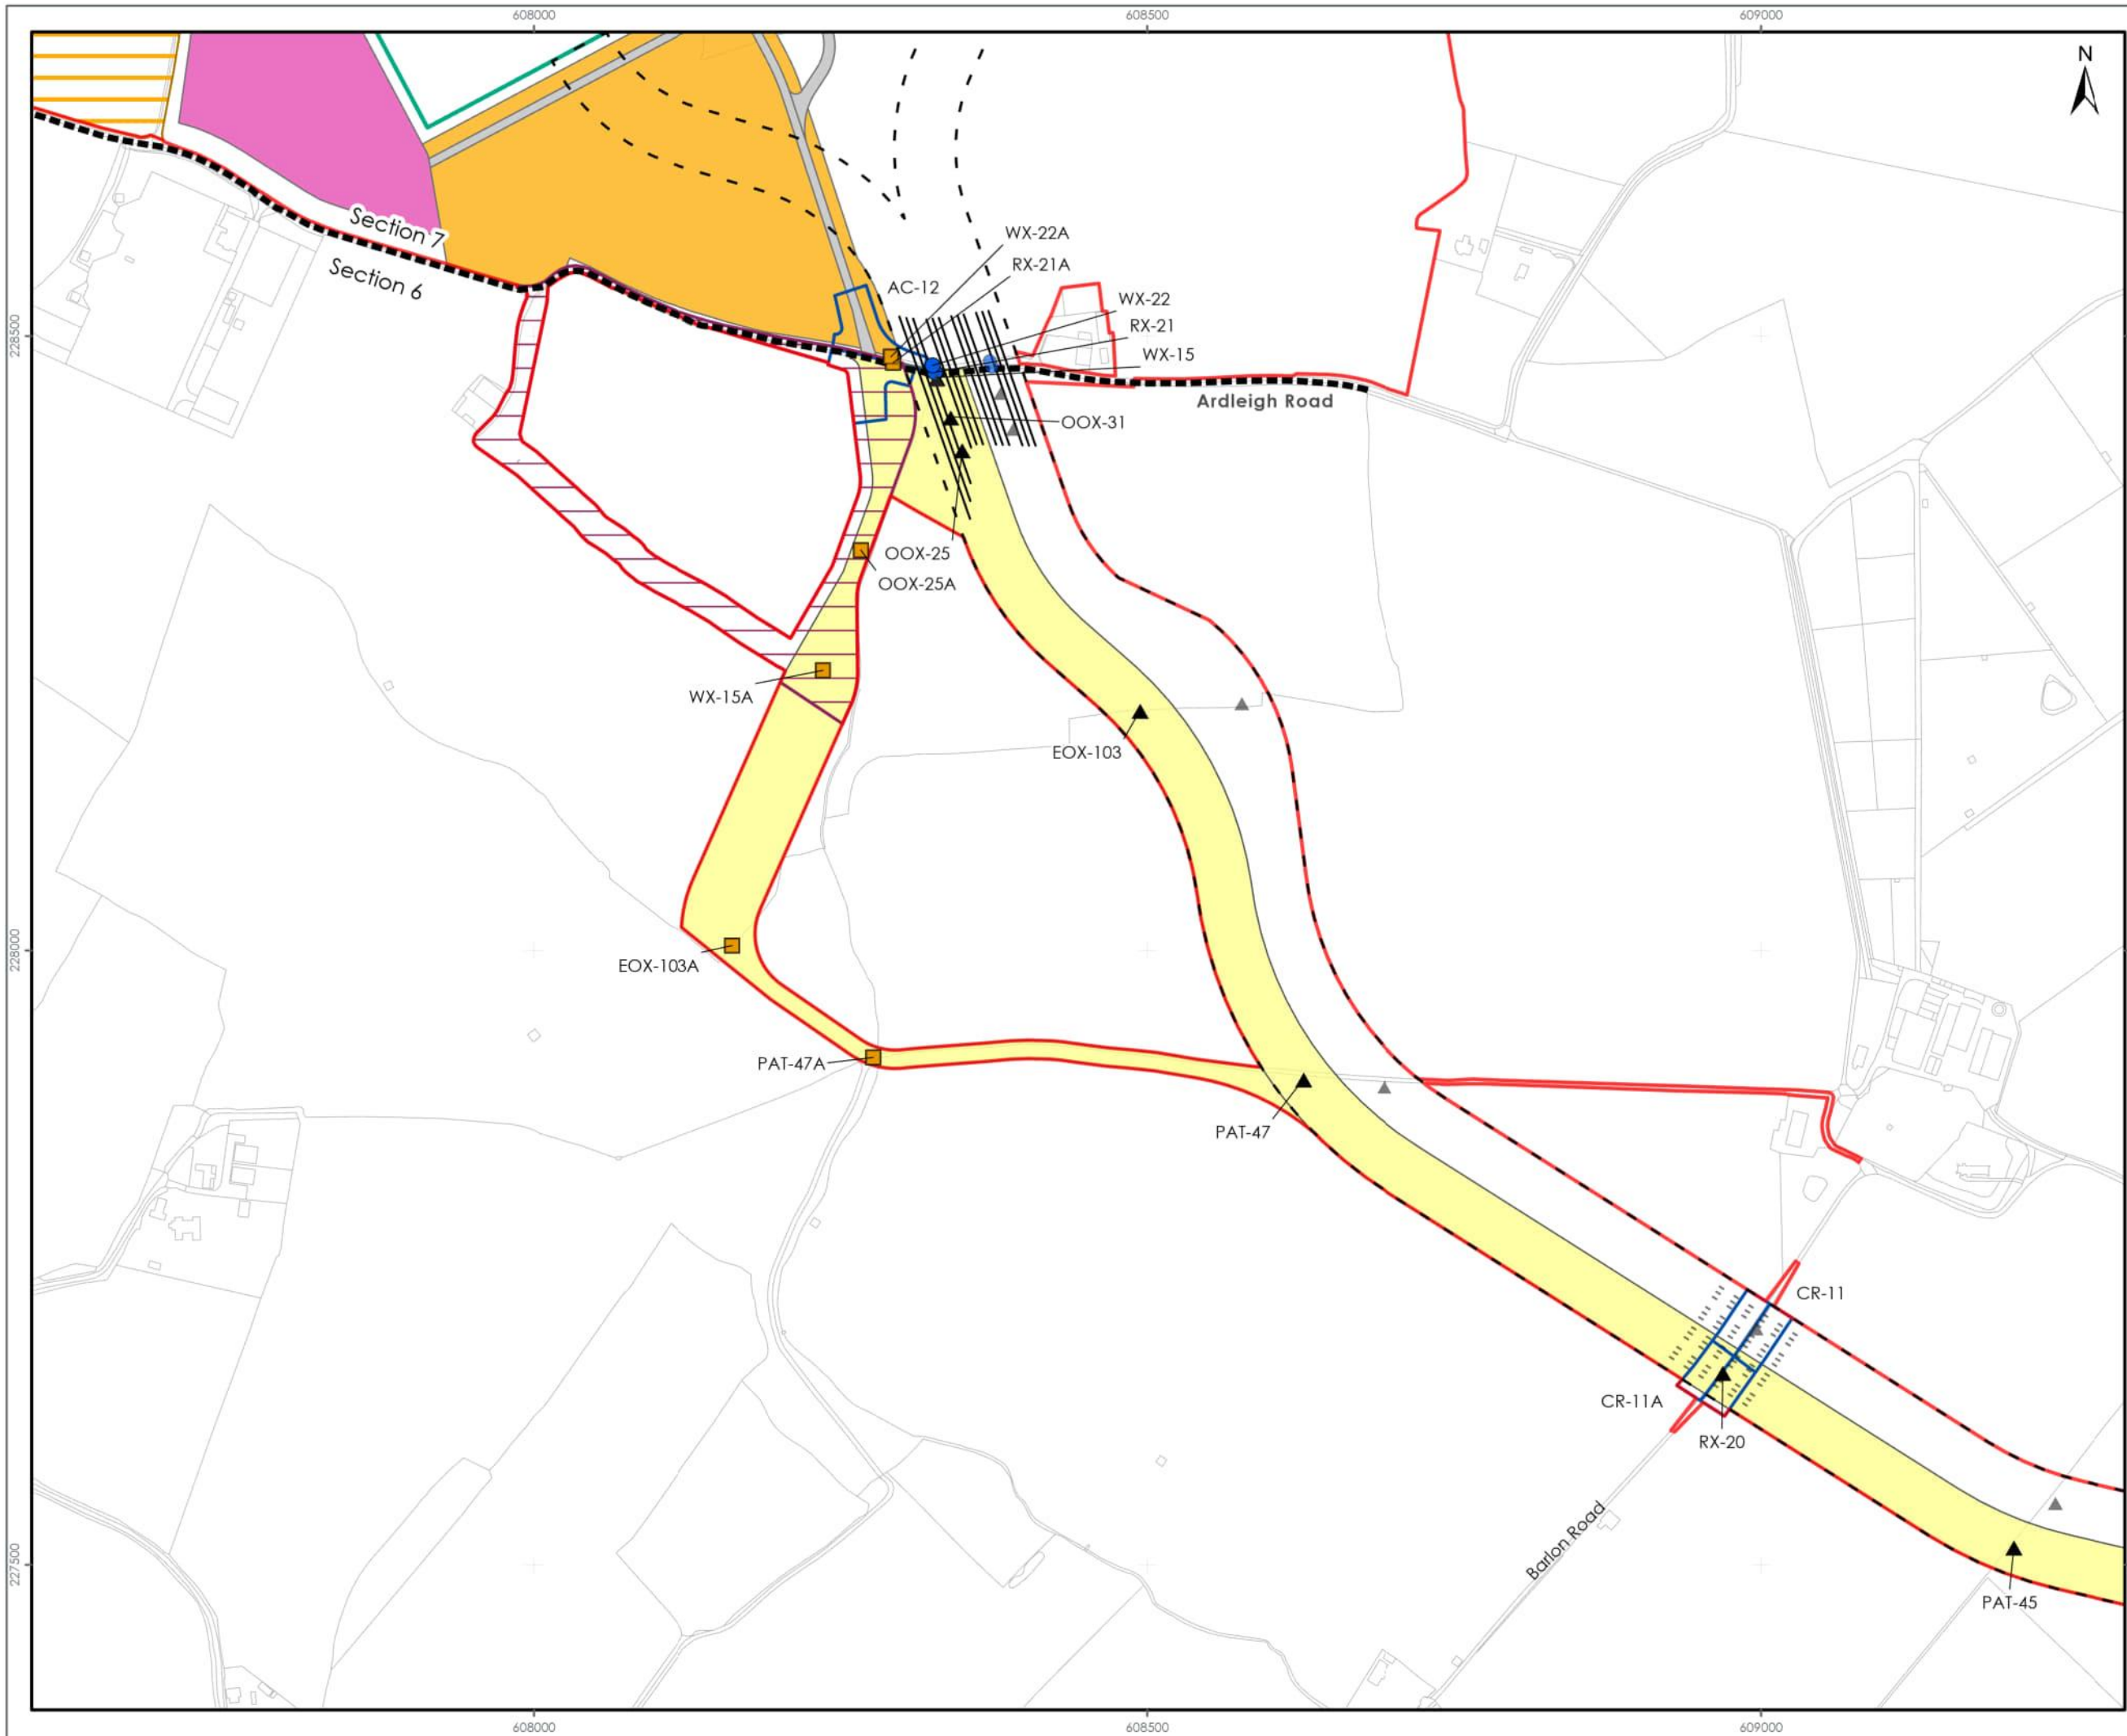 608000
608500
609000
N
Section 7
Section 6
WX-22A
RX-21A
AC-12
WX-22
RX-21
WX-15
228500
Ardleigh Road
OOX-31
OOX-25
OOX-25A
WX-15A
EOX-103
228000
EOX-103A
PAT-47A
PAT-47
CR-11
CR-11A
RX-20
Barlon Road
227500
PAT-45
608000
608500
609000